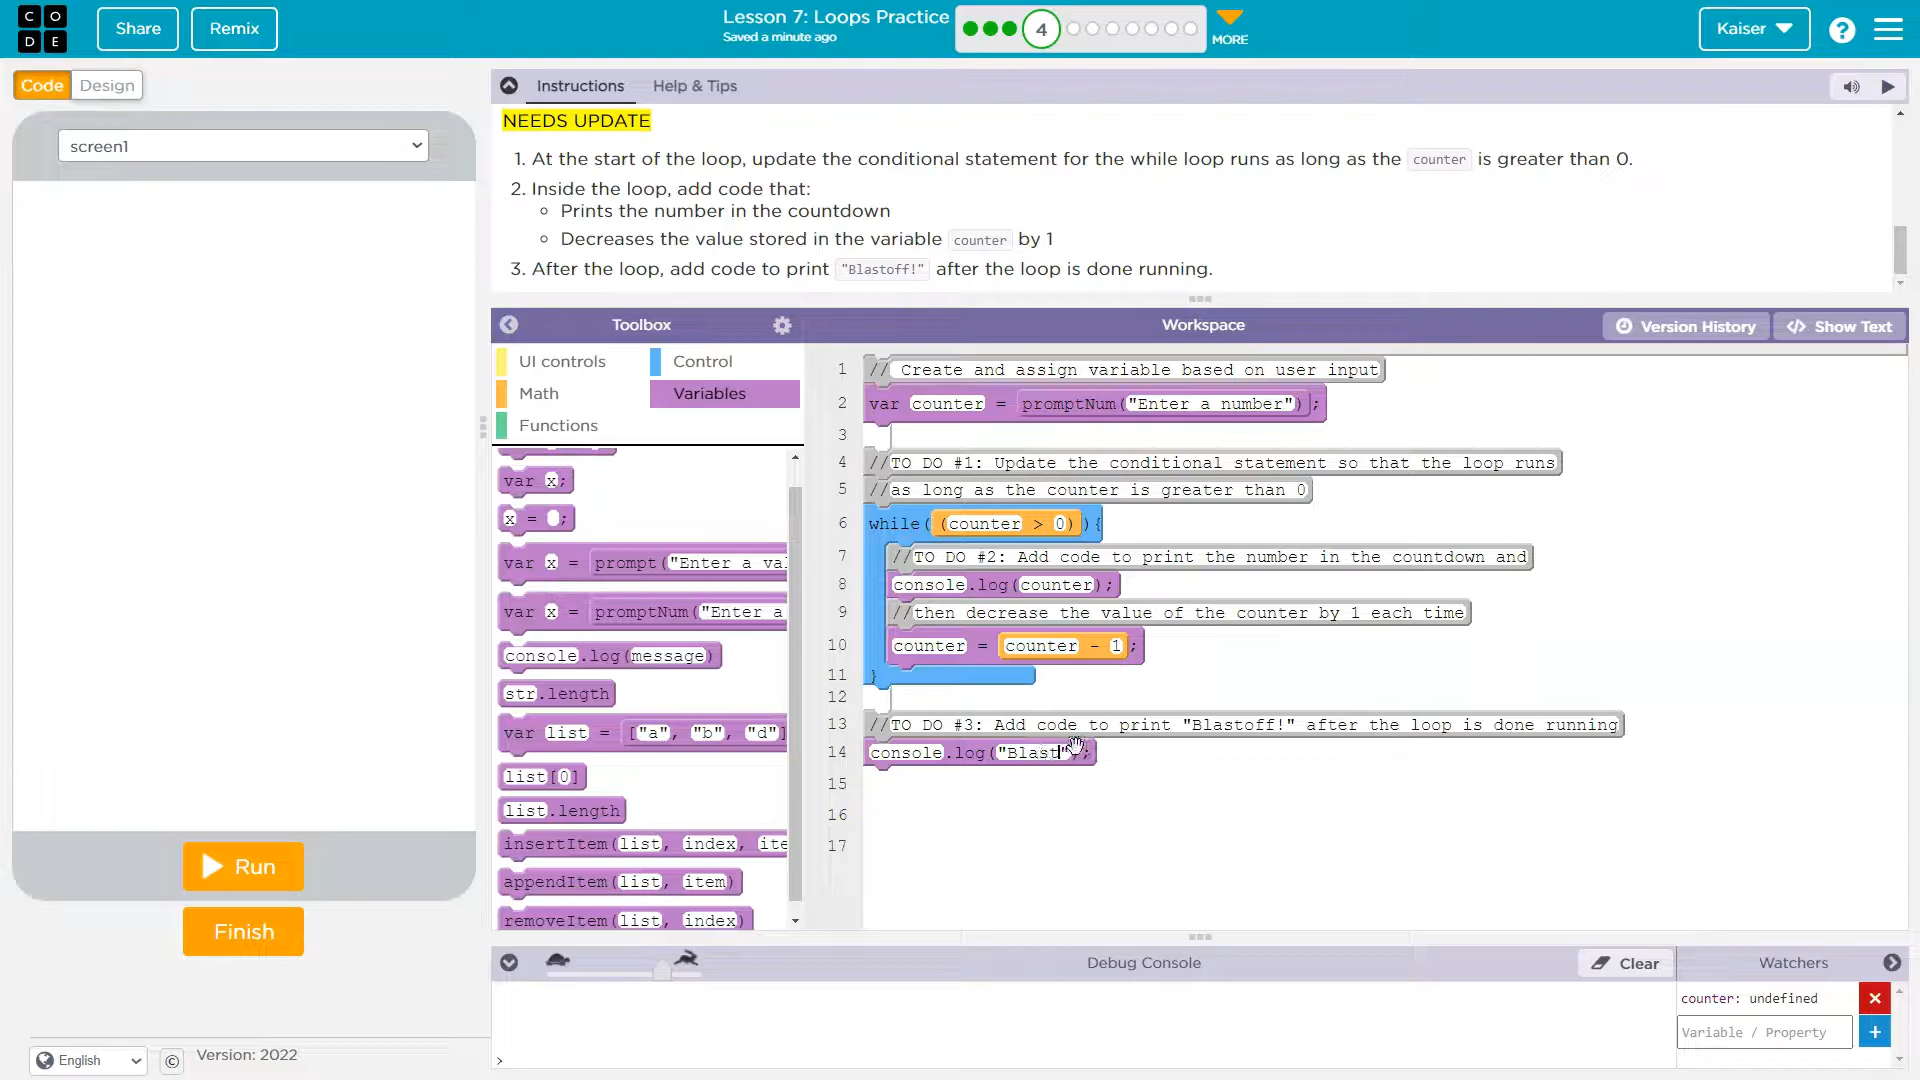 CO
DE
Share
Remix
Lesson 7: Loops Practice
Saved a minute ago
4
MORE
Kaiser
?
Code
Design
screen1
Run
Finish
English
©
Version: 2022
Instructions
Help & Tips
NEEDS UPDATE
1. At the start of the loop, update the conditional statement for the while loop runs as long as the counter is greater than 0.
2. Inside the loop, add code that:
Prints the number in the countdown
Decreases the value stored in the variable counter by 1
3. After the loop, add code to print "Blastoff!" after the loop is done running.
Toolbox
Workspace
Version History
</> Show Text
UI controls
Control
Math
Variables
Functions
var x;
x = ;
var x = prompt("Enter a va
var x = promptNum("Enter a
console.log(message)
str.length
var list = ["a", "b", "d"]
list[0]
list.length
insertItem(list, index, ite
appendItem(list, item)
removeItem(list, index)
1 // Create and assign variable based on user input
2 var counter = promptNum("Enter a number");
3
4 //TO DO #1: Update the conditional statement so that the loop runs
5 //as long as the counter is greater than 0
6 while( (counter > 0) ){
7 //TO DO #2: Add code to print the number in the countdown and
8 console.log(counter);
9 //then decrease the value of the counter by 1 each time
10 counter = counter - 1;
11 }
12
13 //TO DO #3: Add code to print "Blastoff!" after the loop is done running
14 console.log("Blast");
15
16
17
Debug Console
Clear
Watchers
counter: undefined
Variable / Property
>